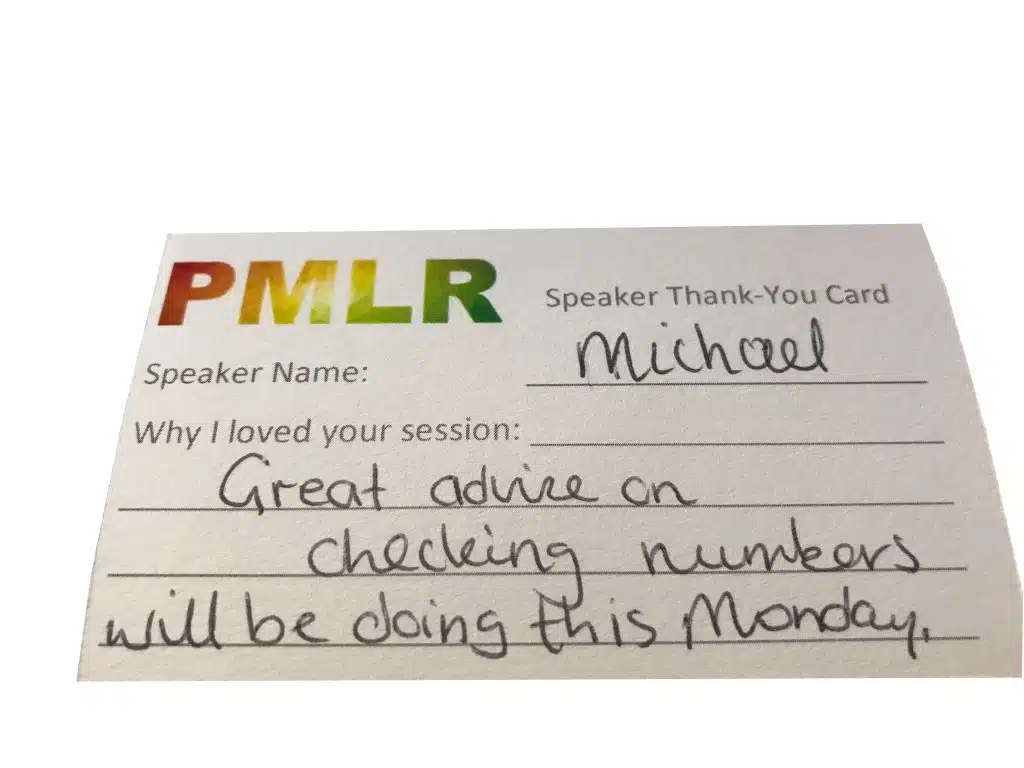 PMLR
Speaker Thank-You Card
Speaker Name: Michael
Why I loved your session:
Great advice on
checking numbers
will be doing this Monday.